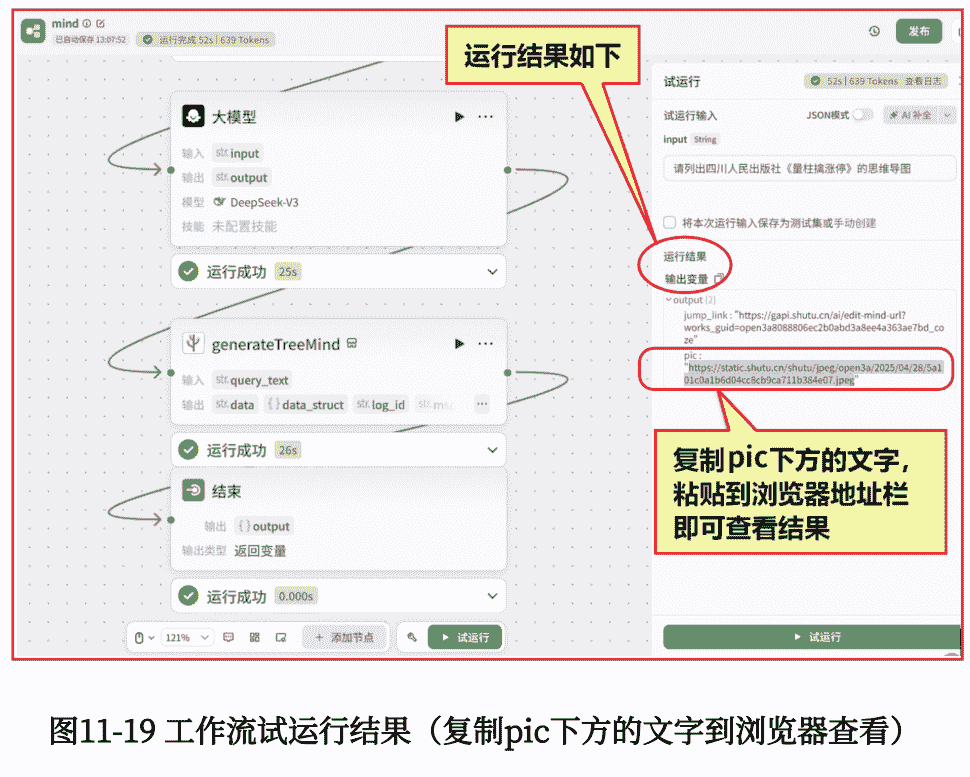 mind
已自动保存 13:07:52
运行完成 52s | 639 Tokens
发布
运行结果如下
大模型
输入 str. input
输出 str. output
模型 DeepSeek-V3
技能 未配置技能
运行成功 25s
generateTreeMind
输入 str. query_text
输出 str. data {} data_struct str. log_id str. ...
运行成功 26s
结束
输出 {} output
输出类型 返回变量
运行成功 0.000s
121%
+ 添加节点
试运行
试运行
52s | 639 Tokens 查看日志
试运行输入
JSON模式
AI 补全
input String
请列出四川人民出版社《量柱擒涨停》的思维导图
将本次运行输入保存为测试集或手动创建
运行结果
输出变量
output {2}
jump_link : "https://gapi.shutu.cn/ai/edit-mind-url?
works_guid=open3a8088806ec2b0abd3a8ee4a363ae7bd_co
ze"
pic :
"https://static.shutu.cn/shutu/jpeg/open3a/2025/04/28/5a1
01c0a1b6d04cc8cb9ca711b384e07.jpeg"
复制pic下方的文字，
粘贴到浏览器地址栏
即可查看结果
试运行
图11-19 工作流试运行结果（复制pic下方的文字到浏览器查看）